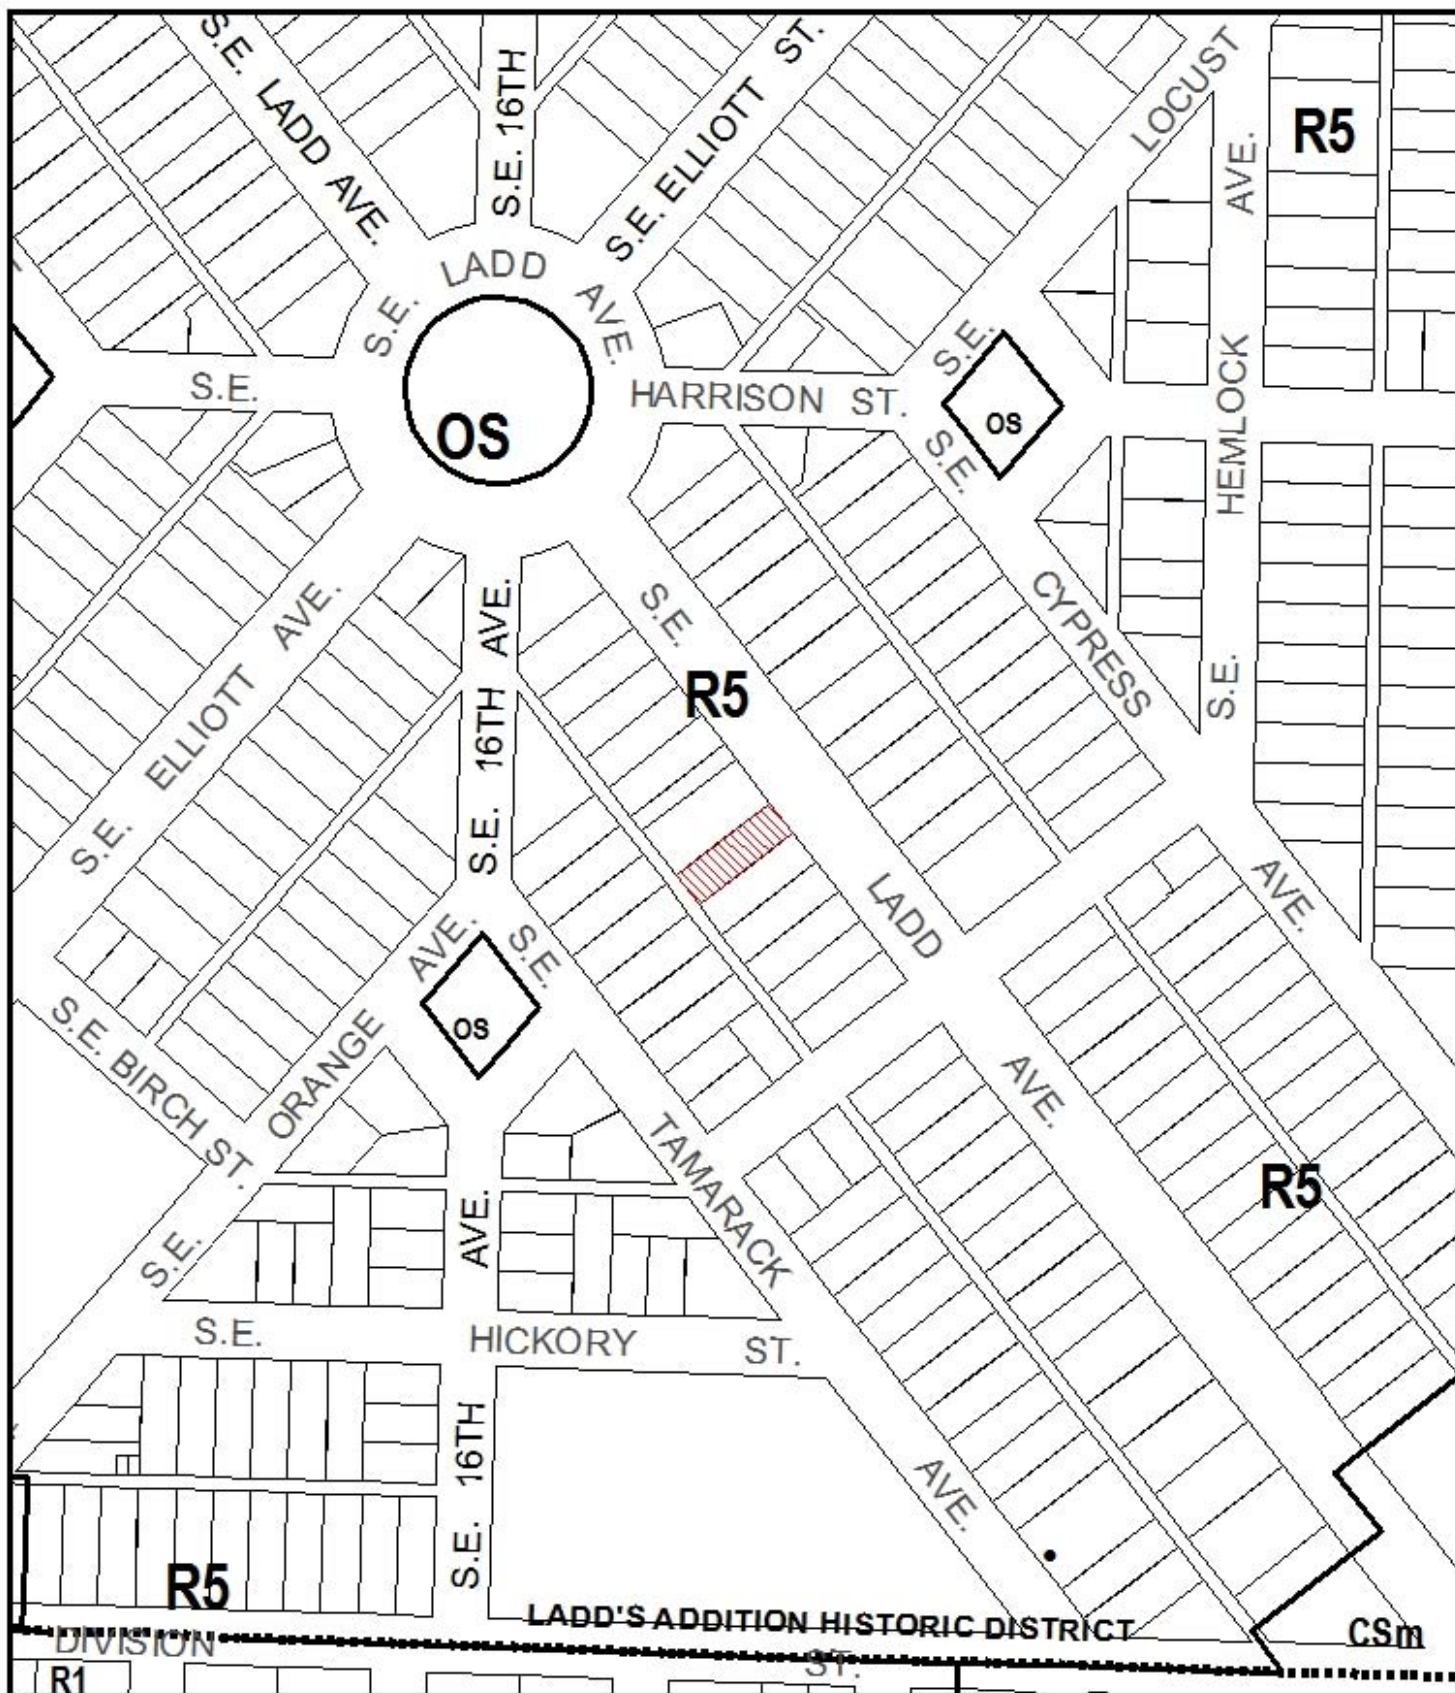 S.E. LADD AVE.
S.E. 16TH
S.E. ELLIOTT ST.
LOCUST
S.E.
R5
HEMLOCK AVE.
S.E. LADD AVE.
OS
S.E.
HARRISON ST.
OS
S.E.
CYPRESS
S.E.
AVE.
S.E. ELLIOTT AVE.
S.E. 16TH AVE.
S.E.
R5
LADD
AVE.
S.E.
TAMARACK
AVE.
OS
S.E. ORANGE AVE.
S.E. BIRCH ST.
AVE.
R5
S.E. HICKORY ST.
S.E. 16TH
R5
LADD'S ADDITION HISTORIC DISTRICT
CSm
DIVISION ST.
R1